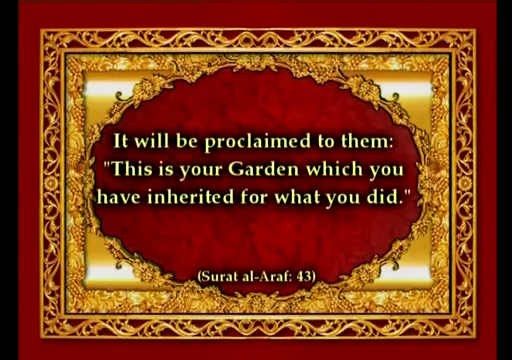 It will be proclaimed to them:
"This is your Garden which you
have inherited for what you did."
(Surat al-Araf: 43)